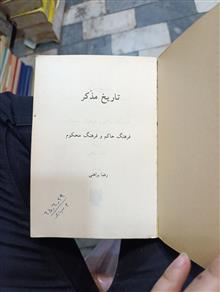 تاریخ مذکر
فرهنگ حاکم و فرهنگ محکوم
رضا براهنی